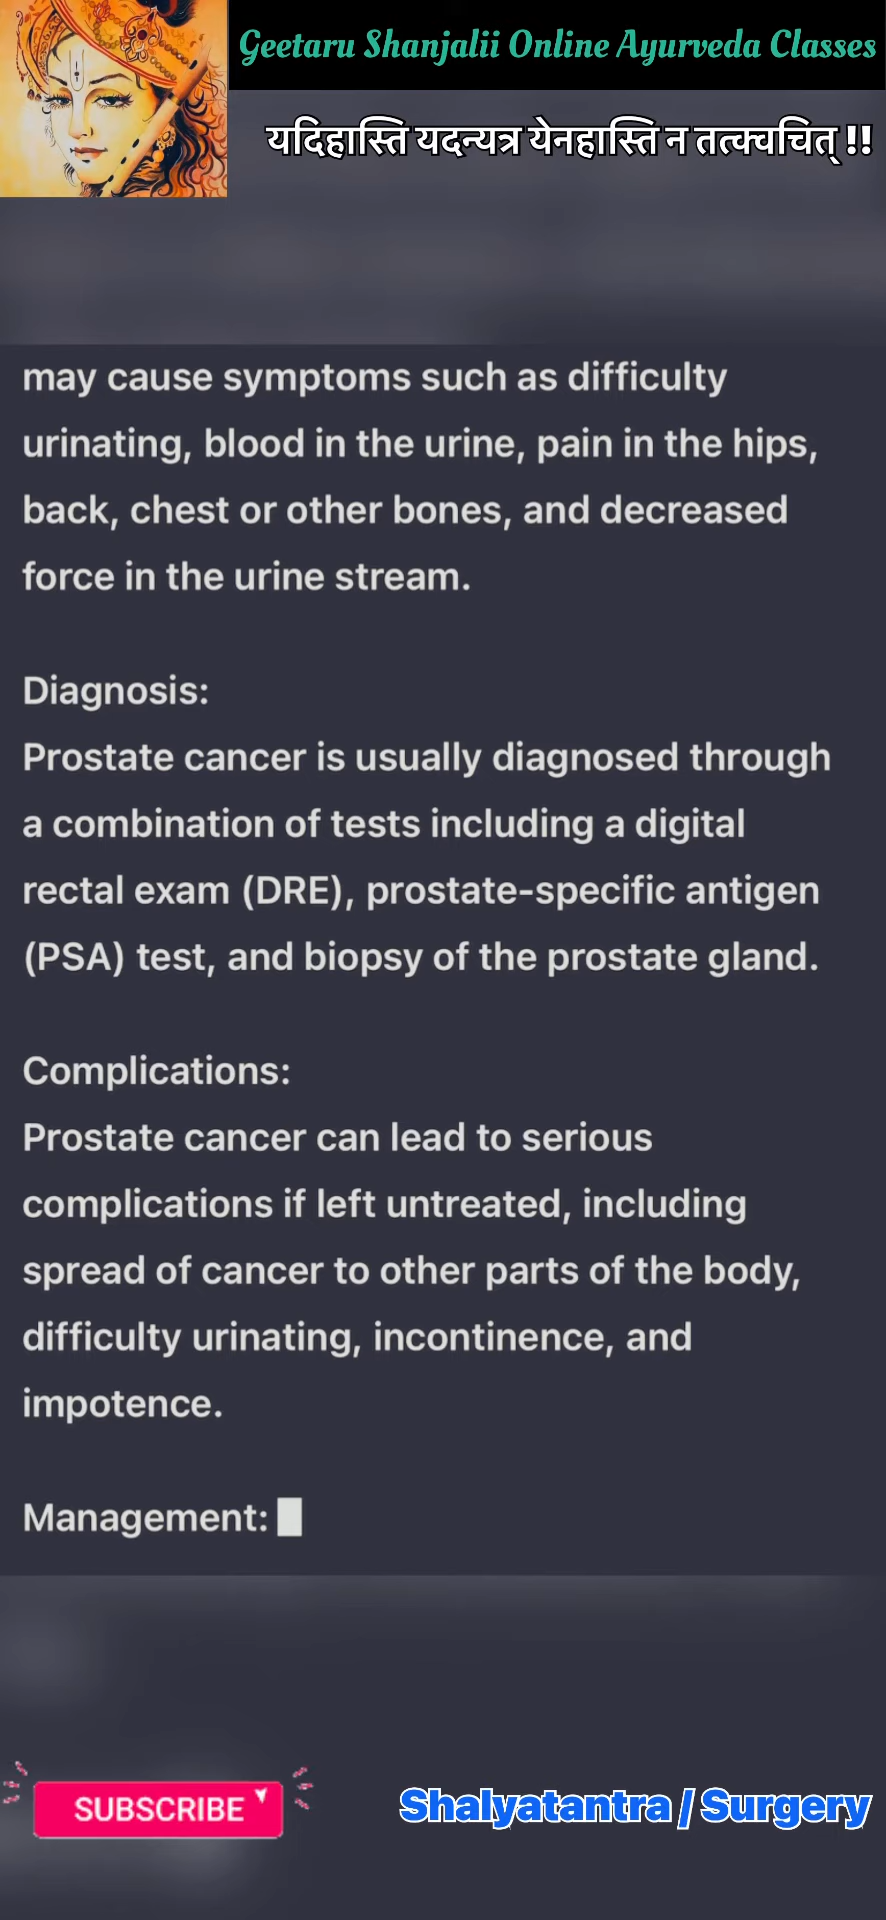 Geetaru Shanjalii Online Ayurveda Classes
यदिहास्ति यदन्यत्र येनहास्ति न तत्क्वचित् !!
may cause symptoms such as difficulty
urinating, blood in the urine, pain in the hips,
back, chest or other bones, and decreased
force in the urine stream.
Diagnosis:
Prostate cancer is usually diagnosed through
a combination of tests including a digital
rectal exam (DRE), prostate-specific antigen
(PSA) test, and biopsy of the prostate gland.
Complications:
Prostate cancer can lead to serious
complications if left untreated, including
spread of cancer to other parts of the body,
difficulty urinating, incontinence, and
impotence.
Management:
SUBSCRIBE
Shalyatantra / Surgery